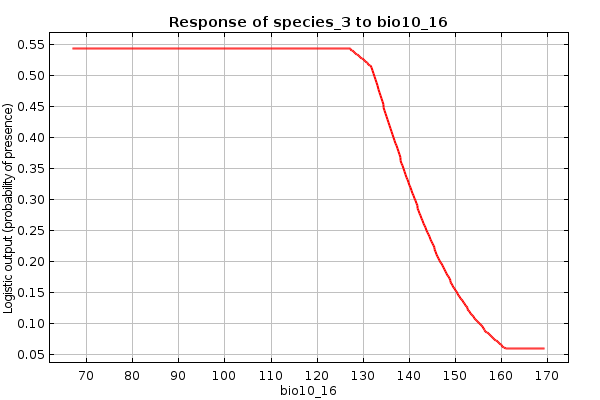 Response of species_3 to bio10_16
Logistic output (probability of presence)
0.55
0.50
0.45
0.40
0.35
0.30
0.25
0.20
0.15
0.10
0.05
70 80 90 100 110 120 130 140 150 160 170
bio10_16